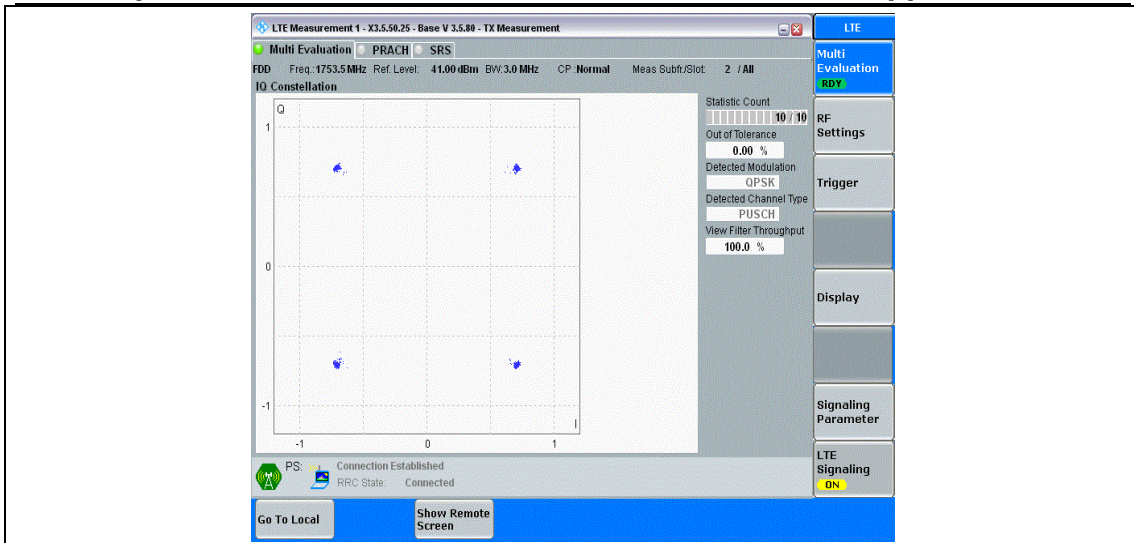 LTE Measurement 1 - X3.5.50.25 - Base V 3.5.80 - TX Measurement
LTE
Multi Evaluation PRACH SRS
FDD Freq.:1753.5 MHz Ref. Level: 41.00 dBm BW:3.0 MHz CP :Normal Meas Subfr./Slot: 2 / All
IQ Constellation
Q
1
0
-1
I
-1 0 1
Statistic Count
10 / 10
Out of Tolerance
0.00 %
Detected Modulation
QPSK
Detected Channel Type
PUSCH
View Filter Throughput
100.0 %
Multi
Evaluation
RDY
RF
Settings
Trigger
Display
Signaling
Parameter
LTE
Signaling
ON
PS: Connection Established
RRC State: Connected
Go To Local
Show Remote
Screen